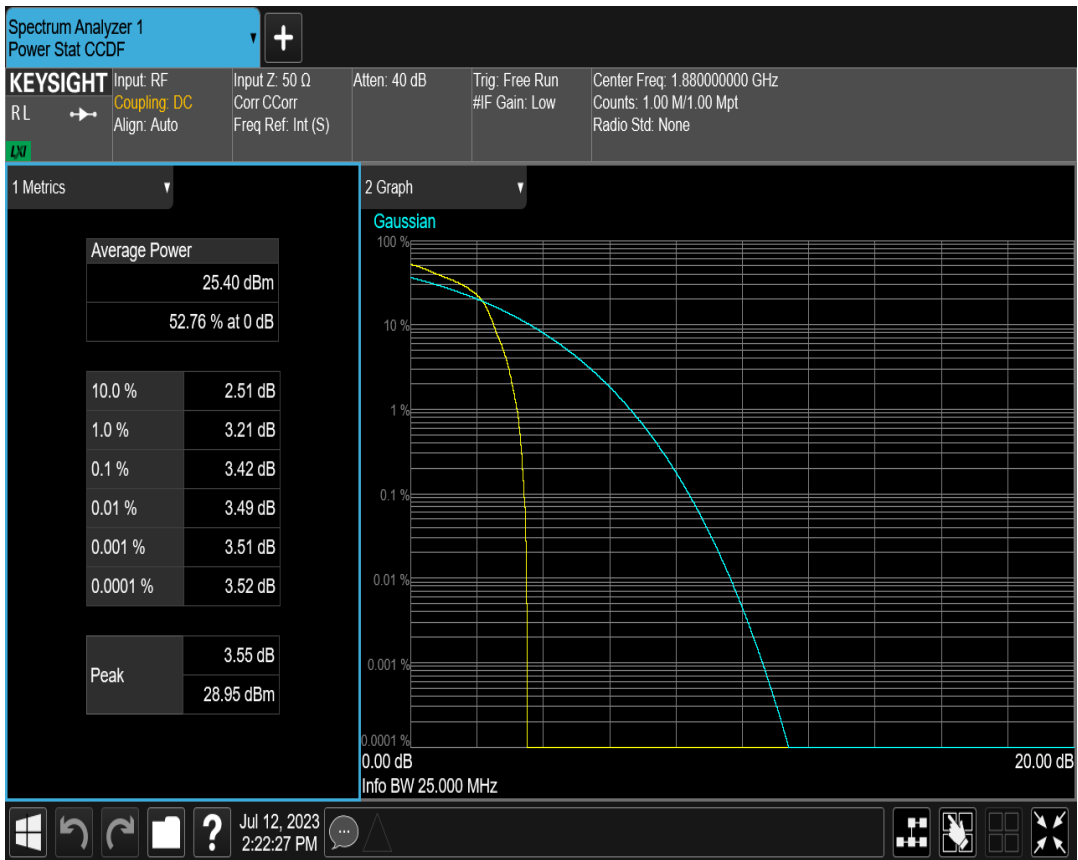 Spectrum Analyzer 1
Power Stat CCDF
+
KEYSIGHT
RL
LXI
Input: RF
Coupling: DC
Align: Auto
Input Z: 50 Ω
Corr CCorr
Freq Ref: Int (S)
Atten: 40 dB
Trig: Free Run
#IF Gain: Low
Center Freq: 1.880000000 GHz
Counts: 1.00 M/1.00 Mpt
Radio Std: None
1 Metrics
Average Power
25.40 dBm
52.76 % at 0 dB
10.0 % 2.51 dB
1.0 % 3.21 dB
0.1 % 3.42 dB
0.01 % 3.49 dB
0.001 % 3.51 dB
0.0001 % 3.52 dB
Peak
3.55 dB
28.95 dBm
2 Graph
Gaussian
100 %
10 %
1 %
0.1 %
0.01 %
0.001 %
0.0001 %
0.00 dB 20.00 dB
Info BW 25.000 MHz
?
Jul 12, 2023
2:22:27 PM